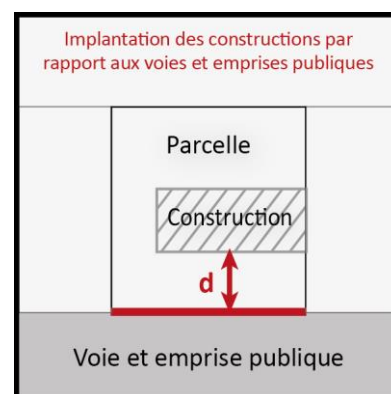 Implantation des constructions par
rapport aux voies et emprises publiques
Parcelle
Construction
d
Voie et emprise publique